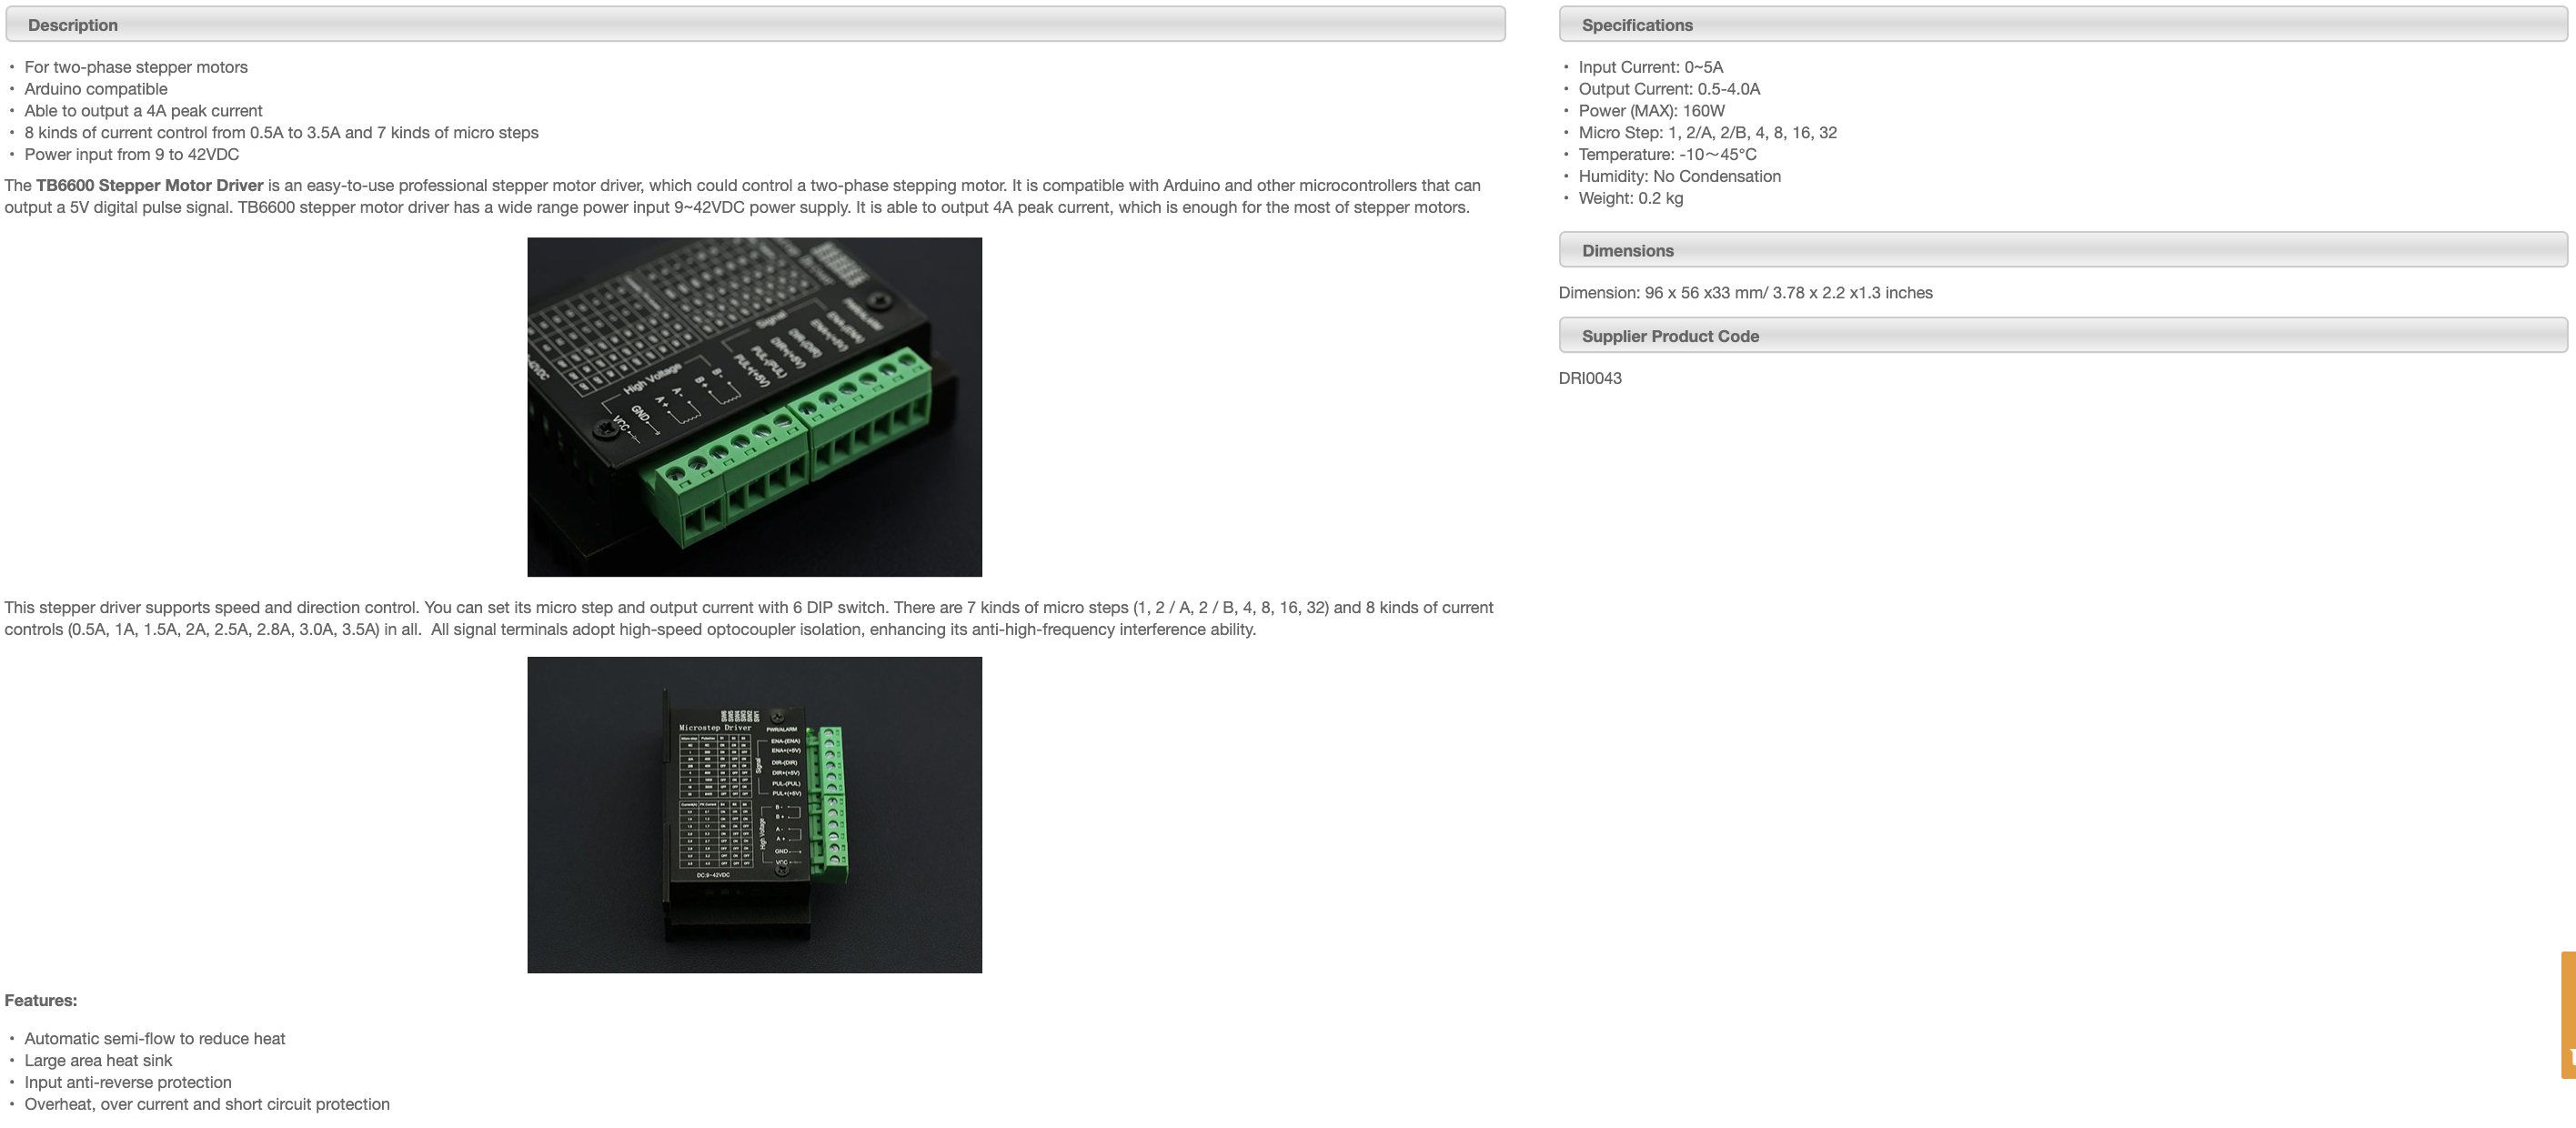 Description
• For two-phase stepper motors
• Arduino compatible
• Able to output a 4A peak current
• 8 kinds of current control from 0.5A to 3.5A and 7 kinds of micro steps
• Power input from 9 to 42VDC
The TB6600 Stepper Motor Driver is an easy-to-use professional stepper motor driver, which could control a two-phase stepping motor. It is compatible with Arduino and other microcontrollers that can
output a 5V digital pulse signal. TB6600 stepper motor driver has a wide range power input 9~42VDC power supply. It is able to output 4A peak current, which is enough for the most of stepper motors.
High Voltage
Signal
VCC
GND
A+
A-
B+
B-
PUL+(+5V)
PUL-(PUL)
DIR+(+5V)
DIR-(DIR)
ENA+(+5V)
ENA-(ENA)
PWR/ALARM
This stepper driver supports speed and direction control. You can set its micro step and output current with 6 DIP switch. There are 7 kinds of micro steps (1, 2 / A, 2 / B, 4, 8, 16, 32) and 8 kinds of current
controls (0.5A, 1A, 1.5A, 2A, 2.5A, 2.8A, 3.0A, 3.5A) in all.  All signal terminals adopt high-speed optocoupler isolation, enhancing its anti-high-frequency interference ability.
Microstep Driver
PWR/ALARM
ENA-(ENA)
ENA+(+5V)
DIR-(DIR)
DIR+(+5V)
PUL-(PUL)
PUL+(+5V)
Signal
B -
B +
A -
A +
GND
VCC
High Voltage
DC:9~42VDC
Features:
• Automatic semi-flow to reduce heat
• Large area heat sink
• Input anti-reverse protection
• Overheat, over current and short circuit protection
Specifications
• Input Current: 0~5A
• Output Current: 0.5-4.0A
• Power (MAX): 160W
• Micro Step: 1, 2/A, 2/B, 4, 8, 16, 32
• Temperature: -10～45°C
• Humidity: No Condensation
• Weight: 0.2 kg
Dimensions
Dimension: 96 x 56 x33 mm/ 3.78 x 2.2 x1.3 inches
Supplier Product Code
DRI0043